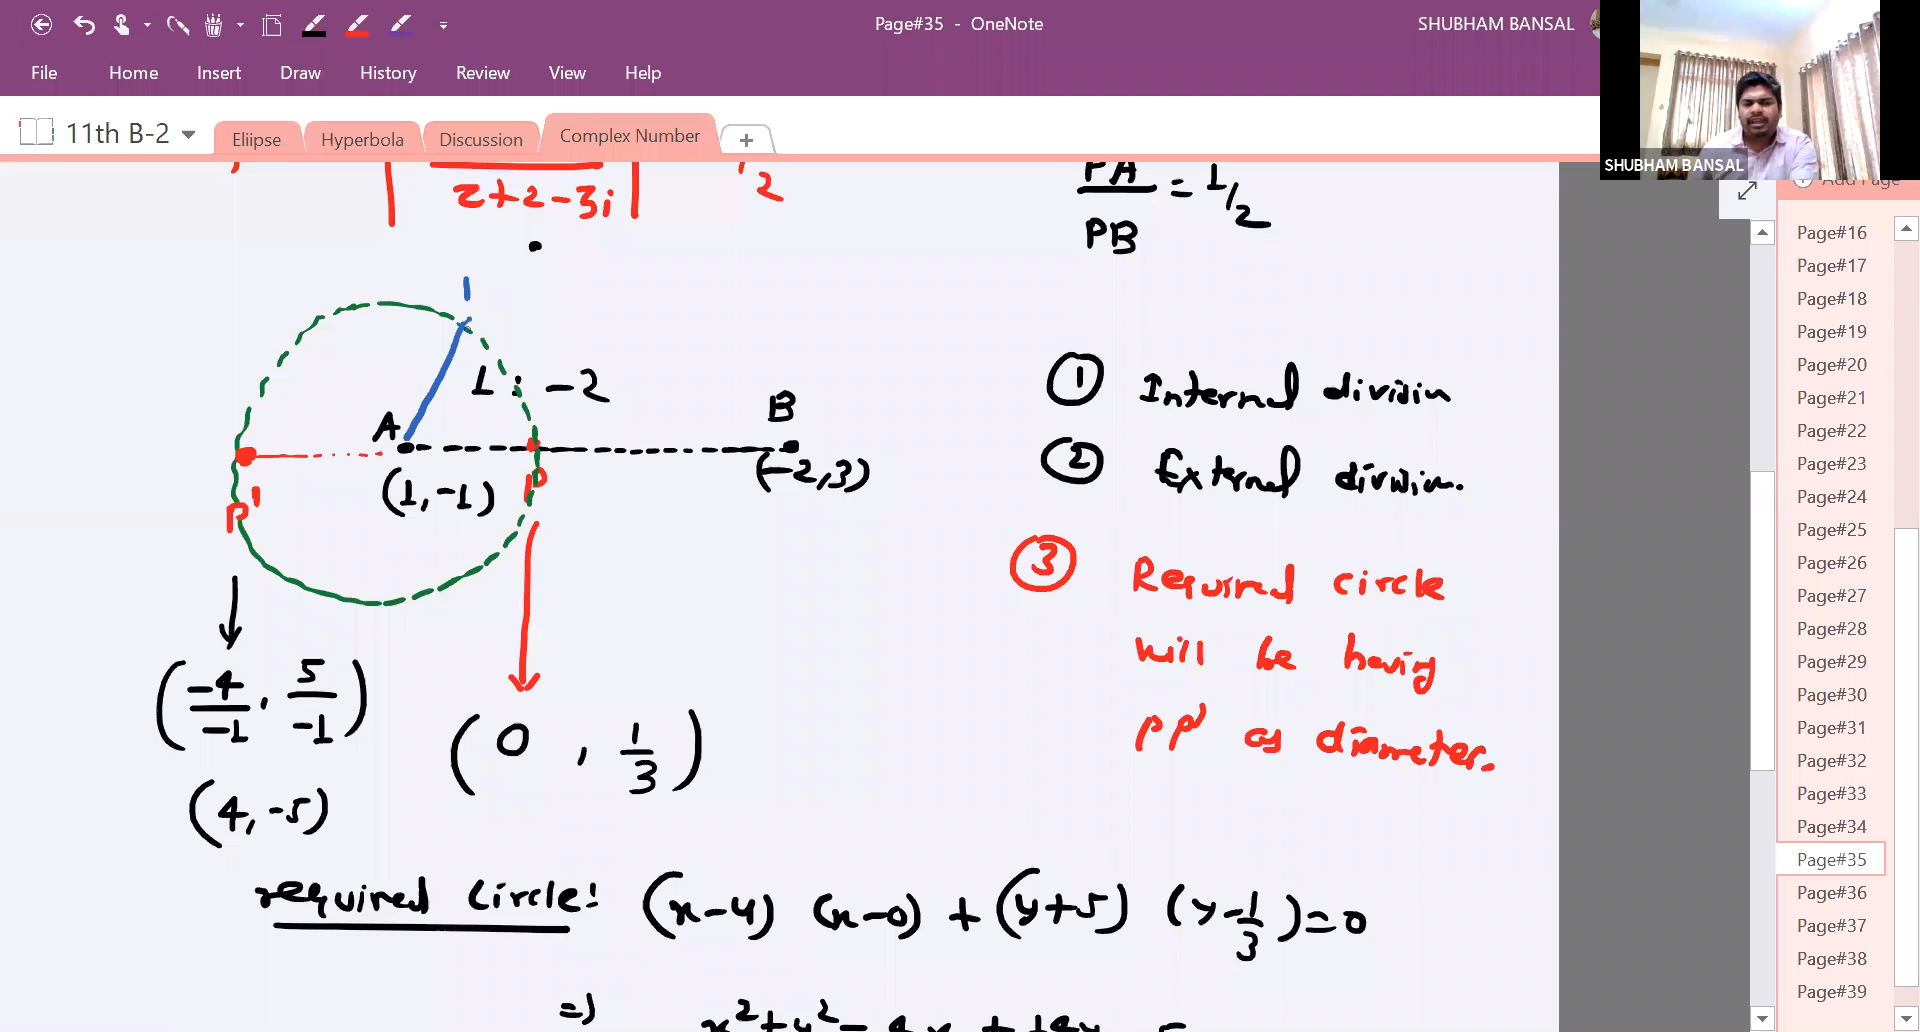 Page#35 - OneNote
SHUBHAM BANSAL
File Home Insert Draw History Review View Help
11th B-2
Eliipse Hyperbola Discussion Complex Number +
SHUBHAM BANSAL
Add Page
z+2-3i
2
PA/PB = 1/2
1 : -2
A
B
(1,-1)
(-2,3)
P'
P
① Internal division
② External division.
③ Required circle
will be having
PP' as diameter.
(-4/-1, 5/-1)
(0, 1/3)
(4,-5)
required circle: (x-4) (x-0) + (y+5) (y-1/3)=0
=)
Page#16
Page#17
Page#18
Page#19
Page#20
Page#21
Page#22
Page#23
Page#24
Page#25
Page#26
Page#27
Page#28
Page#29
Page#30
Page#31
Page#32
Page#33
Page#34
Page#35
Page#36
Page#37
Page#38
Page#39